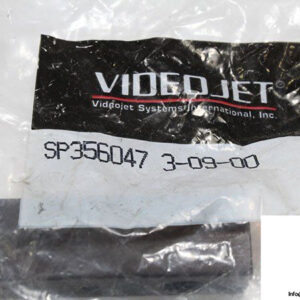 VIDEOJET
Videojet Systems International, Inc.
SP356047 3-09-00